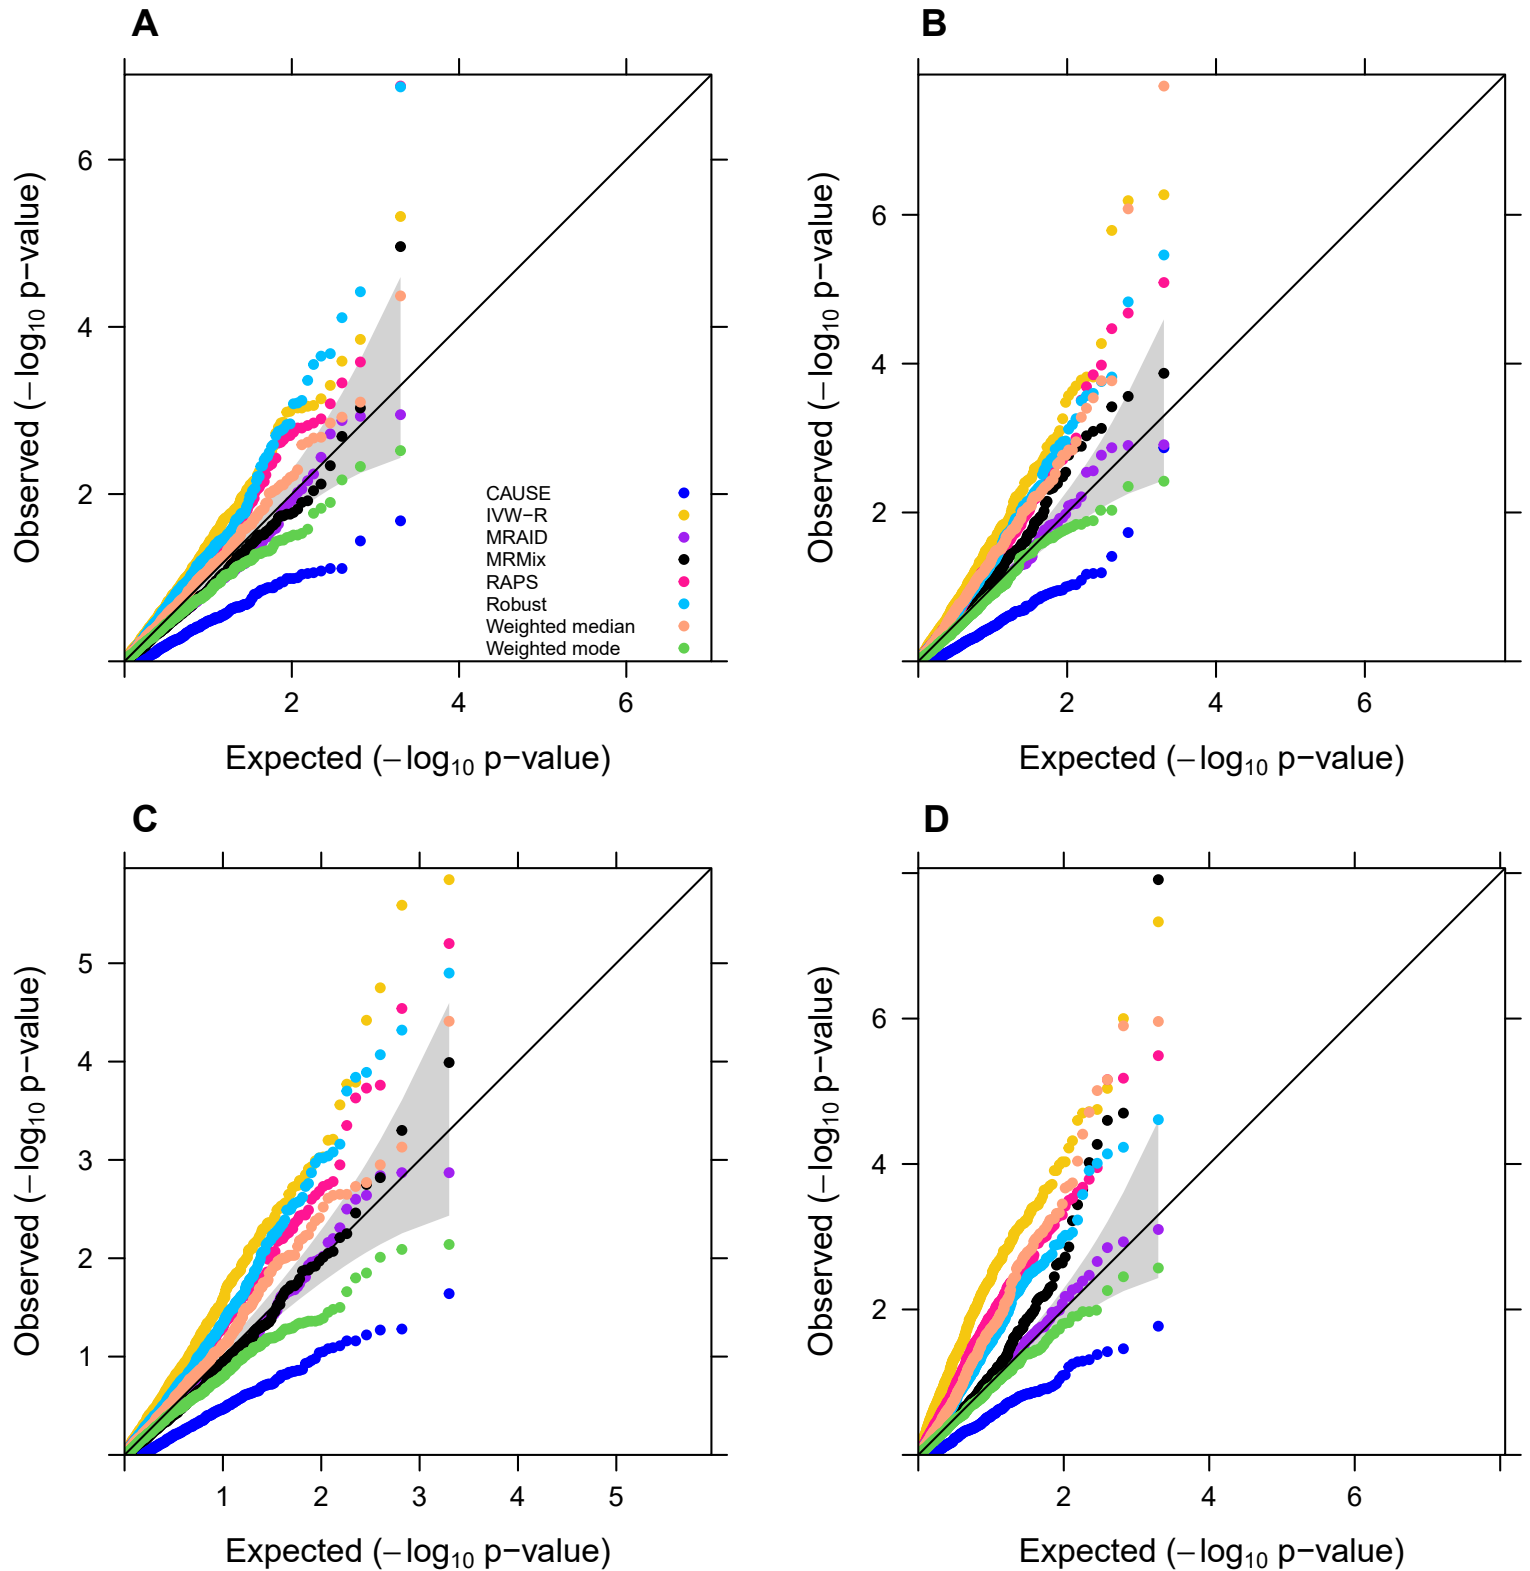 A
Observed (−log₁₀ p−value)
6
4
2
2
4
6
Expected (−log₁₀ p−value)
CAUSE
IVW−R
MRAID
MRMix
RAPS
Robust
Weighted median
Weighted mode
B
Observed (−log₁₀ p−value)
6
4
2
2
4
6
Expected (−log₁₀ p−value)
C
Observed (−log₁₀ p−value)
5
4
3
2
1
1
2
3
4
5
Expected (−log₁₀ p−value)
D
Observed (−log₁₀ p−value)
6
4
2
2
4
6
Expected (−log₁₀ p−value)